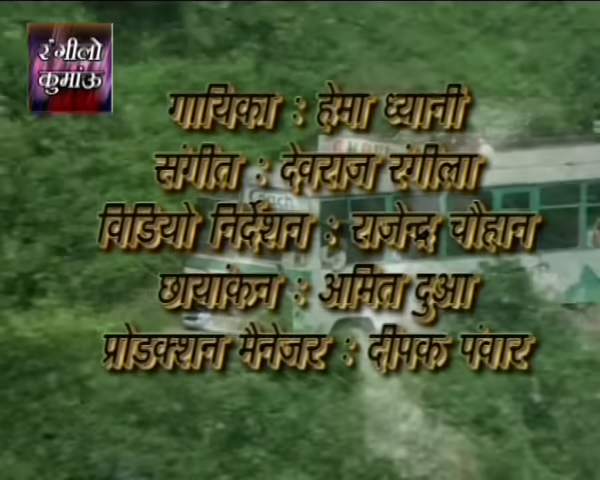 रंगीलो
कुमांऊ
गायिका : हेमा ध्यानी
संगीत : देवराज रंगीला
विडियो निर्देशन : राजेन्द्र चौहान
छायांकन : अमित दुआ
प्रोडक्शन मैनेजर : दीपक पंवार